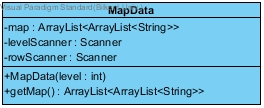 Visual Paradigm Standard(Bik
MapData
-map : ArrayList<ArrayList<String>>
-levelScanner : Scanner
-rowScanner : Scanner
+MapData(level : int)
+getMap() : ArrayList<ArrayList<String>>